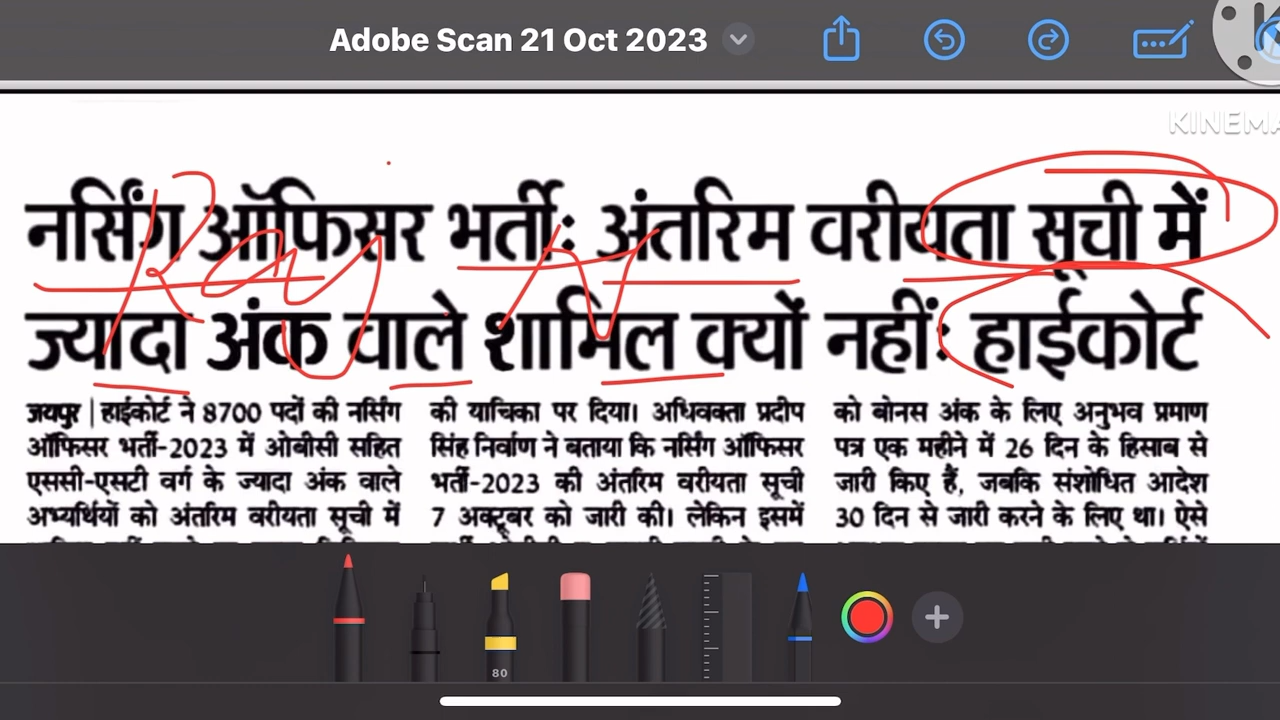 Adobe Scan 21 Oct 2023
KINEMA
नर्सिंग ऑफिसर भर्ती: अंतरिम वरीयता सूची में
ज्यादा अंक वाले शामिल क्यों नहीं: हाईकोर्ट
जयपुर | हाईकोर्ट ने 8700 पदों की नर्सिंग
ऑफिसर भर्ती-2023 में ओबीसी सहित
एससी-एसटी वर्ग के ज्यादा अंक वाले
अभ्यर्थियों को अंतरिम वरीयता सूची में
की याचिका पर दिया। अधिवक्ता प्रदीप
सिंह निर्वाण ने बताया कि नर्सिंग ऑफिसर
भर्ती-2023 की अंतरिम वरीयता सूची
7 अक्टूबर को जारी की। लेकिन इसमें
को बोनस अंक के लिए अनुभव प्रमाण
पत्र एक महीने में 26 दिन के हिसाब से
जारी किए हैं, जबकि संशोधित आदेश
30 दिन से जारी करने के लिए था। ऐसे
80